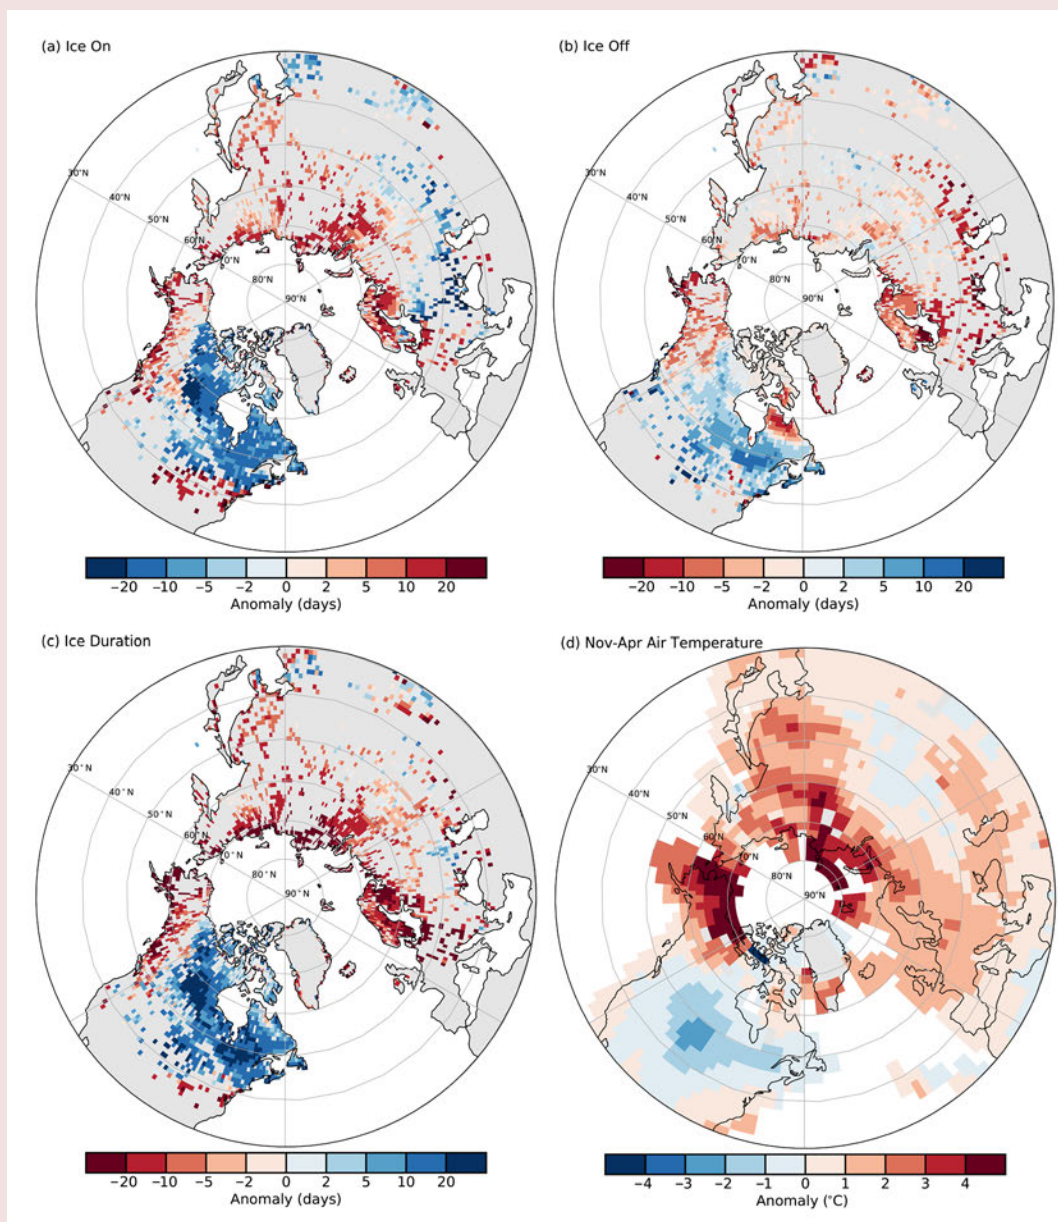 (a) Ice On
(b) Ice Off
30°N
40°N
50°N
60°N
70°N
80°N
90°N
30°N
40°N
50°N
60°N
70°N
80°N
90°N
−20 −10 −5 −2 0 2 5 10 20
Anomaly (days)
−20 −10 −5 −2 0 2 5 10 20
Anomaly (days)
(c) Ice Duration
(d) Nov-Apr Air Temperature
30°N
40°N
50°N
60°N
70°N
80°N
90°N
30°N
40°N
50°N
60°N
70°N
80°N
90°N
−20 −10 −5 −2 0 2 5 10 20
Anomaly (days)
−4 −3 −2 −1 0 1 2 3 4
Anomaly (°C)